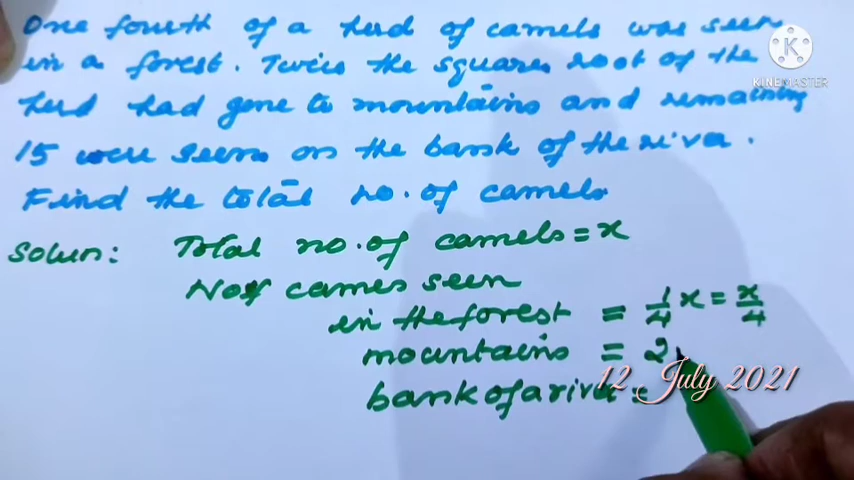 one fourth of a herd of camels was seen
in a forest. Twice the square root of the
KINEMASTER
herd had gone to mountains and remaining
15 were seen on the bank of the river.
Find the total no. of camels
Solun: Total no. of camels = x
No of cames seen
in the forest = 1/4 x = x/4
mountains = 2
bank of a river =
12 July 2021